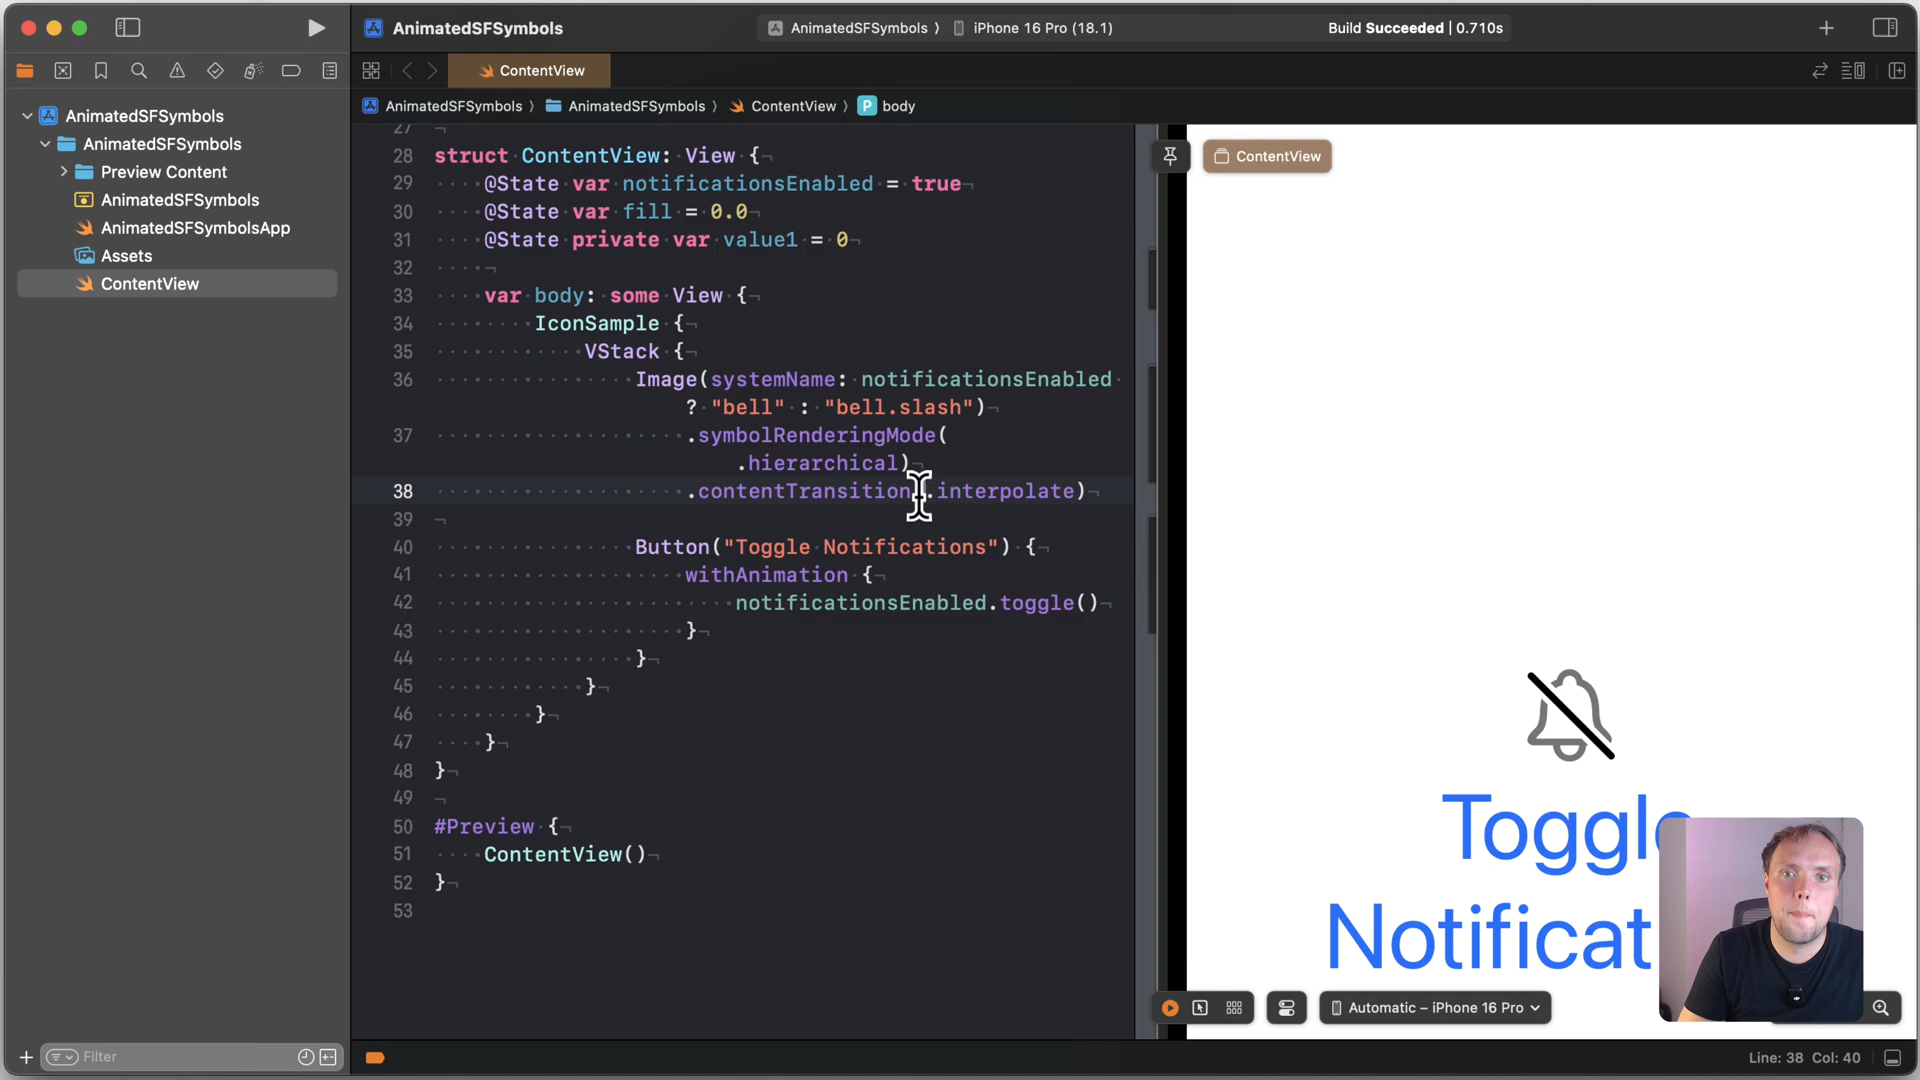 AnimatedSFSymbols
AnimatedSFSymbols 〉 iPhone 16 Pro (18.1)
Build Succeeded | 0.710s
ContentView
AnimatedSFSymbols 〉 AnimatedSFSymbols 〉 ContentView 〉 P body
AnimatedSFSymbols
AnimatedSFSymbols
Preview Content
AnimatedSFSymbols
AnimatedSFSymbolsApp
Assets
ContentView
Filter
27
28 struct ContentView: View {
29 @State var notificationsEnabled = true
30 @State var fill = 0.0
31 @State private var value1 = 0
32
33 var body: some View {
34 IconSample {
35 VStack {
36 Image(systemName: notificationsEnabled
? "bell" : "bell.slash")
37 .symbolRenderingMode(
.hierarchical)
38 .contentTransition(.interpolate)
39
40 Button("Toggle Notifications") {
41 withAnimation {
42 notificationsEnabled.toggle()
43 }
44 }
45 }
46 }
47 }
48 }
49
50 #Preview {
51 ContentView()
52 }
53
ContentView
Toggle
Notificat
Automatic – iPhone 16 Pro
Line: 38 Col: 40